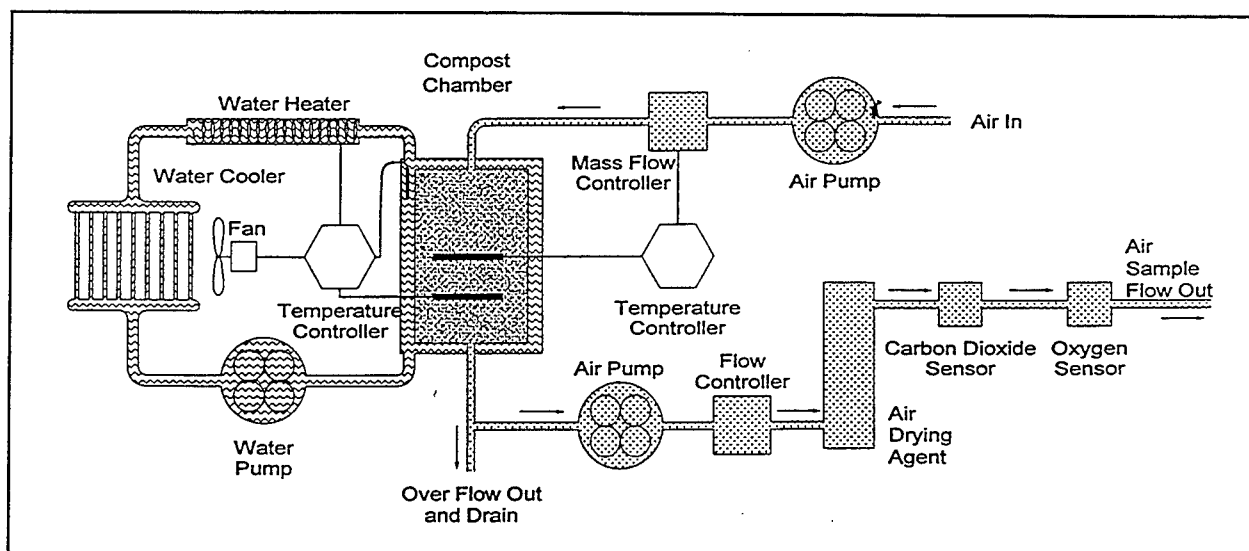 Compost
Chamber
Water Heater
Air In
Mass Flow
Controller
Air Pump
Water Cooler
Fan
Temperature
Controller
Temperature
Controller
Air
Sample
Flow Out
Carbon Dioxide
Sensor
Oxygen
Sensor
Air Pump
Flow
Controller
Air
Drying
Agent
Water
Pump
Over Flow Out
and Drain